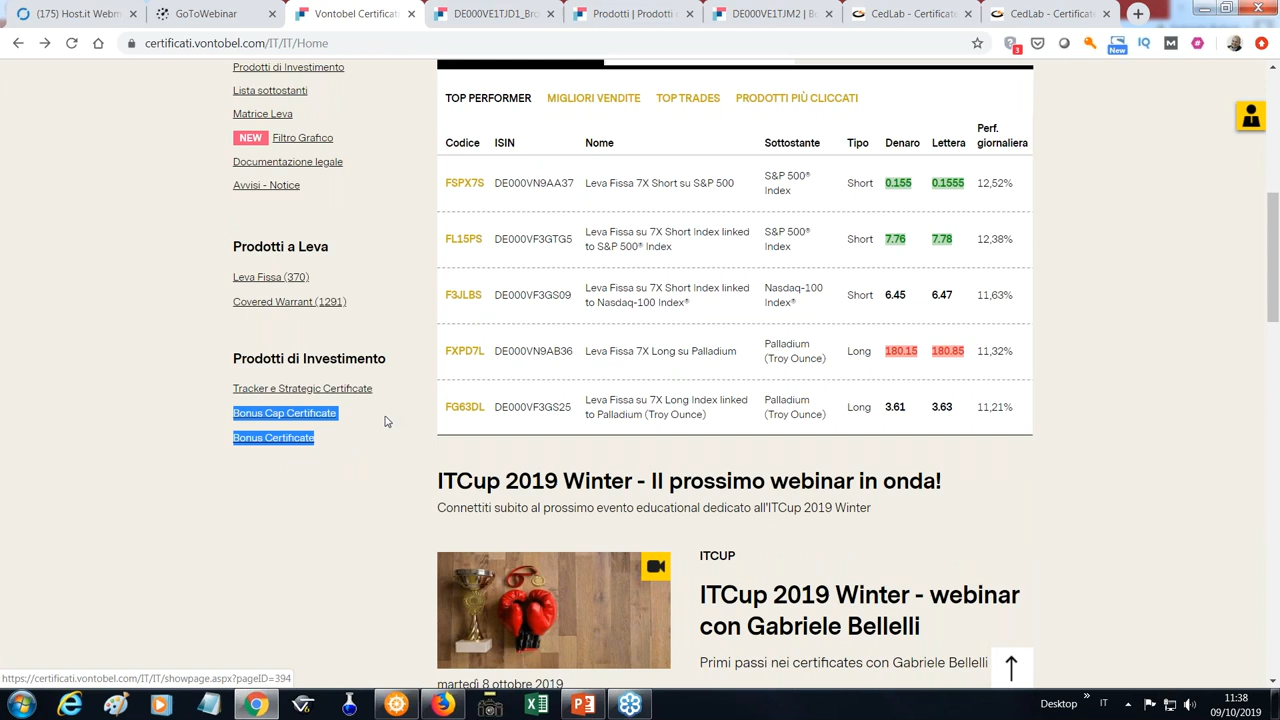 (175) Host.it Webm
GoToWebinar
Vontobel Certificat
DE000VE1TJD1_Bro
Prodotti | Prodotti d
DE000VE1TJM2 | B
CedLab - Certificate
CedLab - Certificate
certificati.vontobel.com/IT/IT/Home
3
New
IQ
M
Prodotti di Investimento
Lista sottostanti
Matrice Leva
NEW Filtro Grafico
Documentazione legale
Avvisi - Notice
Prodotti a Leva
Leva Fissa (370)
Covered Warrant (1291)
Prodotti di Investimento
Tracker e Strategic Certificate
Bonus Cap Certificate
Bonus Certificate
TOP PERFORMER MIGLIORI VENDITE TOP TRADES PRODOTTI PIÙ CLICCATI
Codice ISIN Nome Sottostante Tipo Denaro Lettera Perf. giornaliera
FSPX7S DE000VN9AA37 Leva Fissa 7X Short su S&P 500 S&P 500® Index Short 0.155 0.1555 12,52%
FL15PS DE000VF3GTG5 Leva Fissa su 7X Short Index linked to S&P 500® Index S&P 500® Index Short 7.76 7.78 12,38%
F3JLBS DE000VF3GS09 Leva Fissa su 7X Short Index linked to Nasdaq-100 Index® Nasdaq-100 Index® Short 6.45 6.47 11,63%
FXPD7L DE000VN9AB36 Leva Fissa 7X Long su Palladium Palladium (Troy Ounce) Long 180.15 180.85 11,32%
FG63DL DE000VF3GS25 Leva Fissa su 7X Long Index linked to Palladium (Troy Ounce) Palladium (Troy Ounce) Long 3.61 3.63 11,21%
ITCup 2019 Winter - Il prossimo webinar in onda!
Connettiti subito al prossimo evento educational dedicato all'ITCup 2019 Winter
ITCUP
ITCup 2019 Winter - webinar
con Gabriele Bellelli
Primi passi nei certificates con Gabriele Bellelli
martedì 8 ottobre 2019
https://certificati.vontobel.com/IT/IT/showpage.aspx?pageID=394
Desktop
IT
11:38
09/10/2019